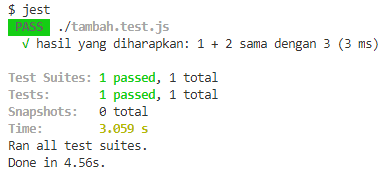 $ jest
PASS ./tambah.test.js
√ hasil yang diharapkan: 1 + 2 sama dengan 3 (3 ms)
Test Suites: 1 passed, 1 total
Tests: 1 passed, 1 total
Snapshots: 0 total
Time: 3.059 s
Ran all test suites.
Done in 4.56s.